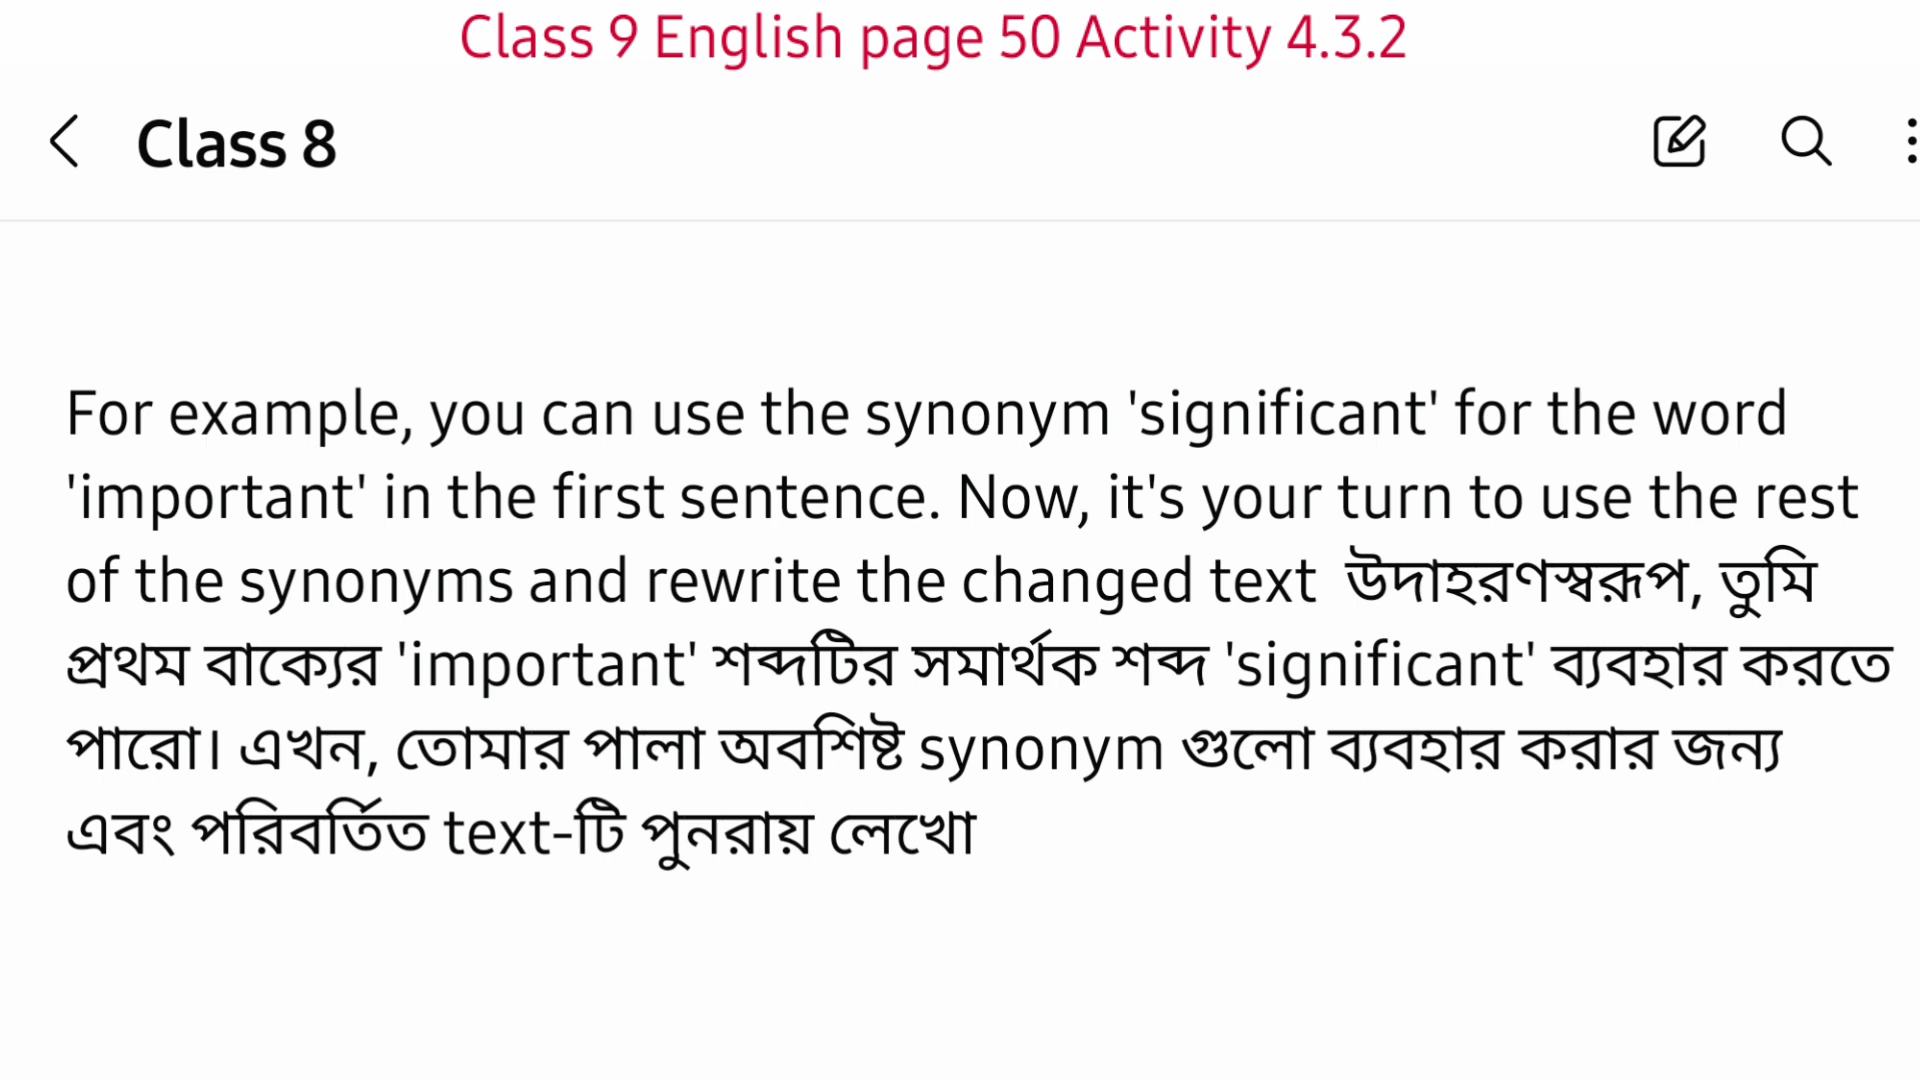 Class 9 English page 50 Activity 4.3.2
Class 8
For example, you can use the synonym 'significant' for the word
'important' in the first sentence. Now, it's your turn to use the rest
of the synonyms and rewrite the changed text উদাহরণস্বরূপ, তুমি
প্রথম বাক্যের 'important' শব্দটির সমার্থক শব্দ 'significant' ব্যবহার করতে
পারো। এখন, তোমার পালা অবশিষ্ট synonym গুলো ব্যবহার করার জন্য
এবং পরিবর্তিত text-টি পুনরায় লেখো